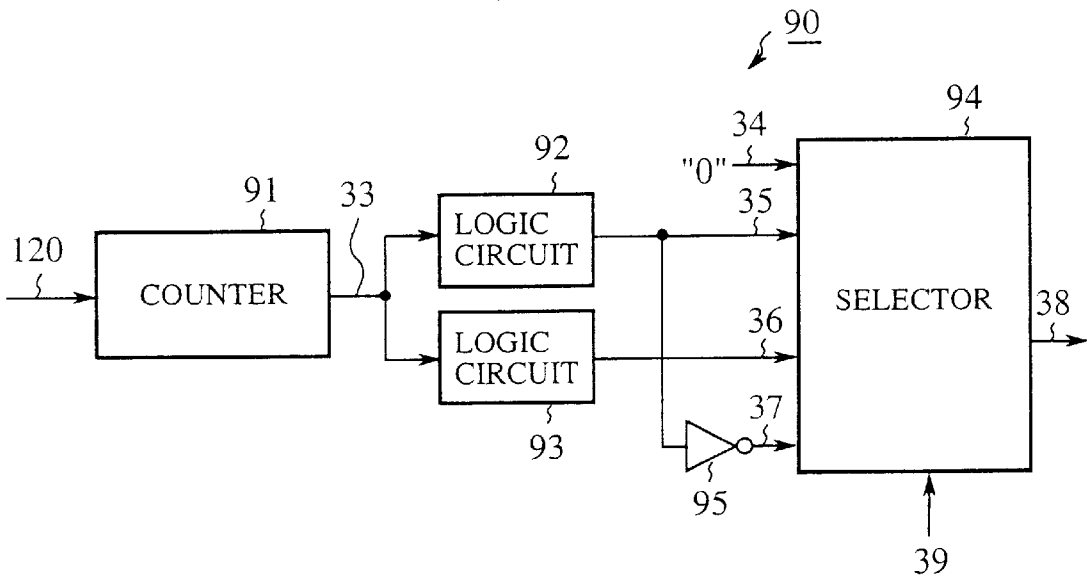 90
94
34
"0"
92
35
91
33
LOGIC
CIRCUIT
120
COUNTER
SELECTOR
38
36
LOGIC
CIRCUIT
37
93
95
39